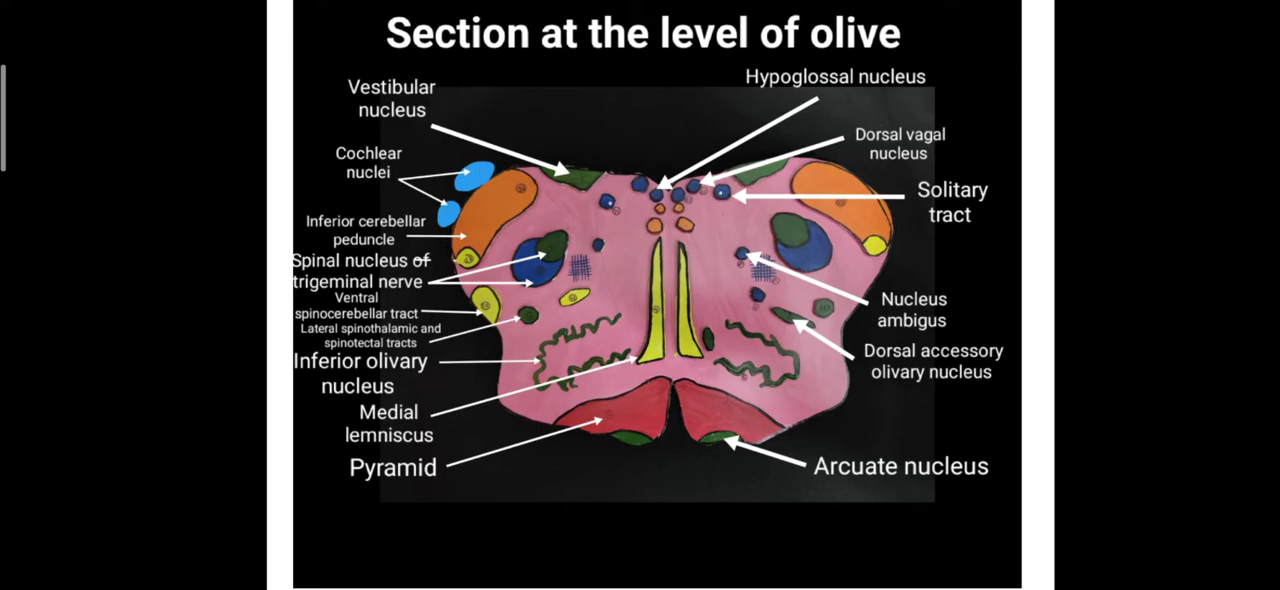 Section at the level of olive
Hypoglossal nucleus
Vestibular
nucleus
Dorsal vagal
nucleus
Cochlear
nuclei
Solitary
tract
Inferior cerebellar
peduncle
Spinal nucleus of
trigeminal nerve
Ventral
spinocerebellar tract
Lateral spinothalamic and
spinotectal tracts
Nucleus
ambigus
Inferior olivary
nucleus
Dorsal accessory
olivary nucleus
Medial
lemniscus
Pyramid
Arcuate nucleus